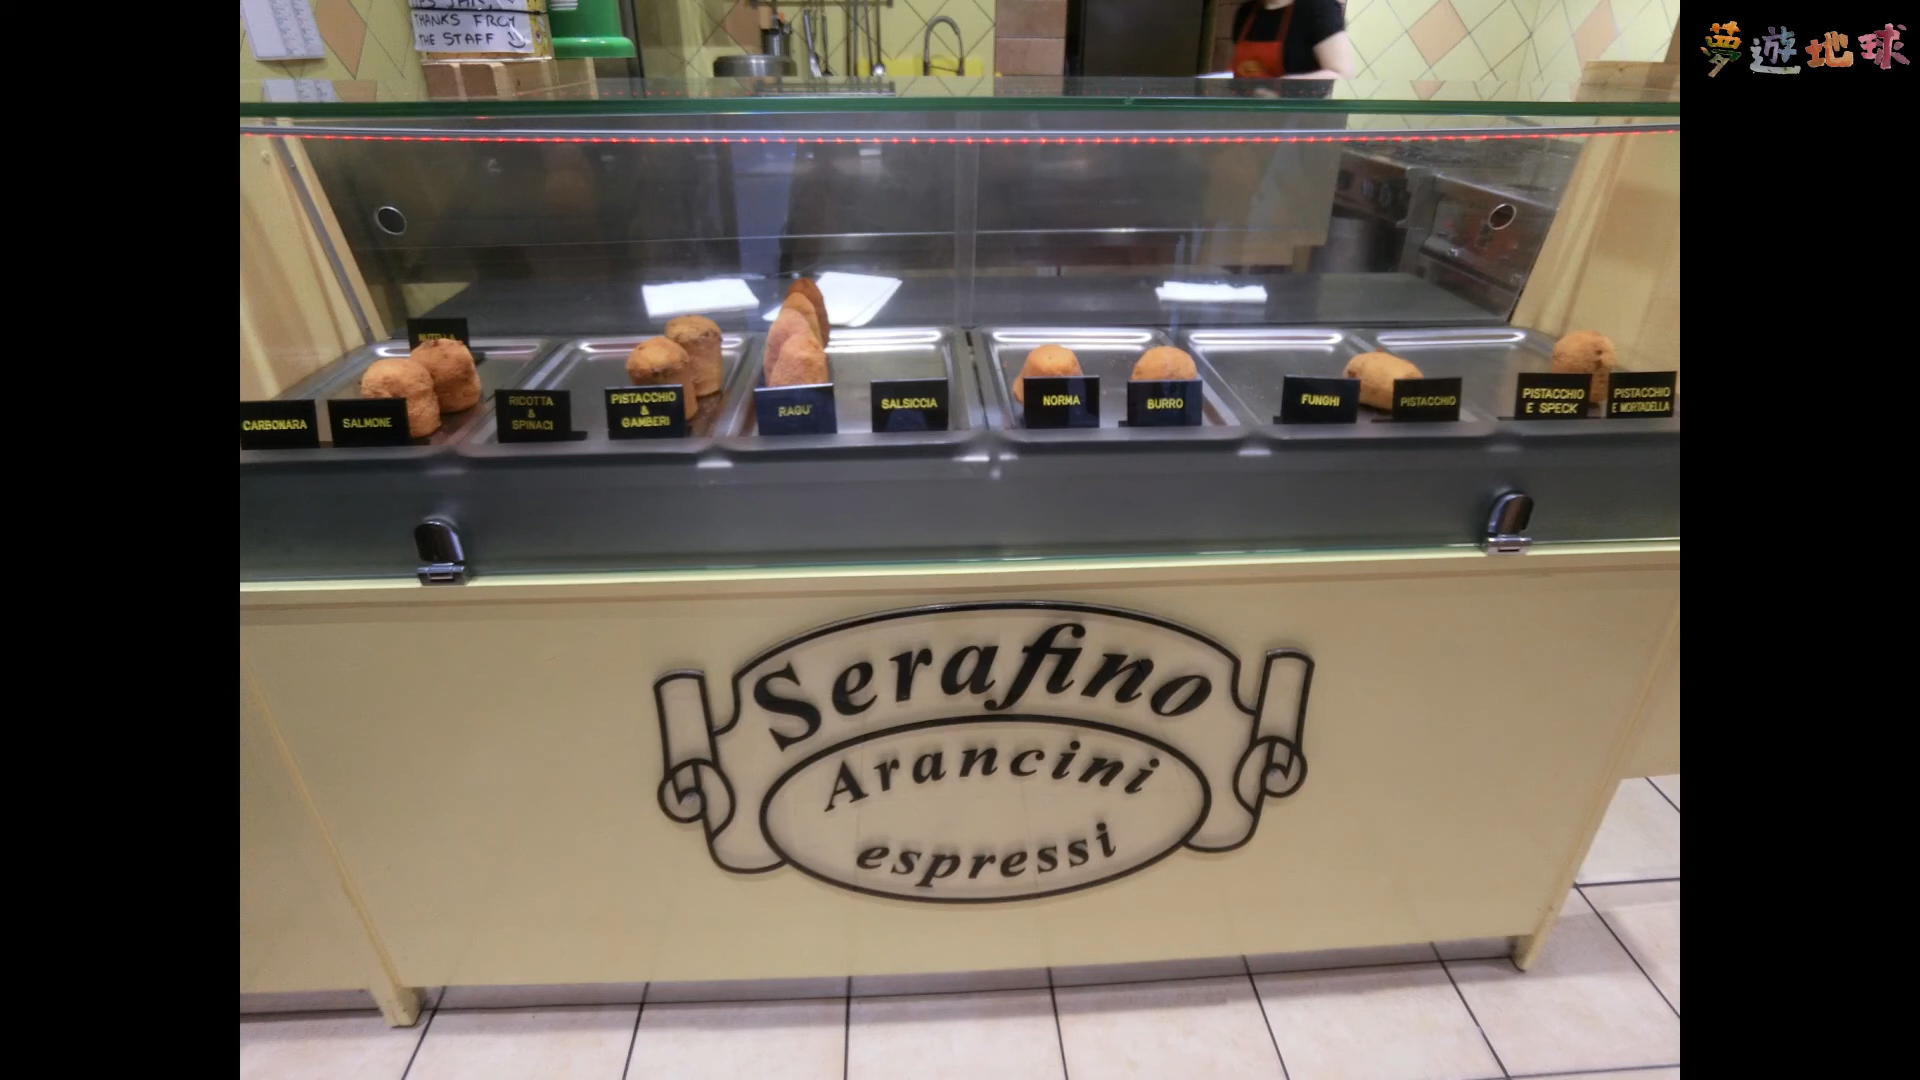 THANKS FROM
THE STAFF
夢遊地球
NUTELLA
CARBONARA
SALMONE
RICOTTA
&
SPINACI
PISTACCHIO
&
GAMBERI
RAGU'
SALSICCIA
NORMA
BURRO
FUNGHI
PISTACCHIO
PISTACCHIO
E SPECK
PISTACCHIO
E MORTADELLA
Serafino
Arancini
espressi